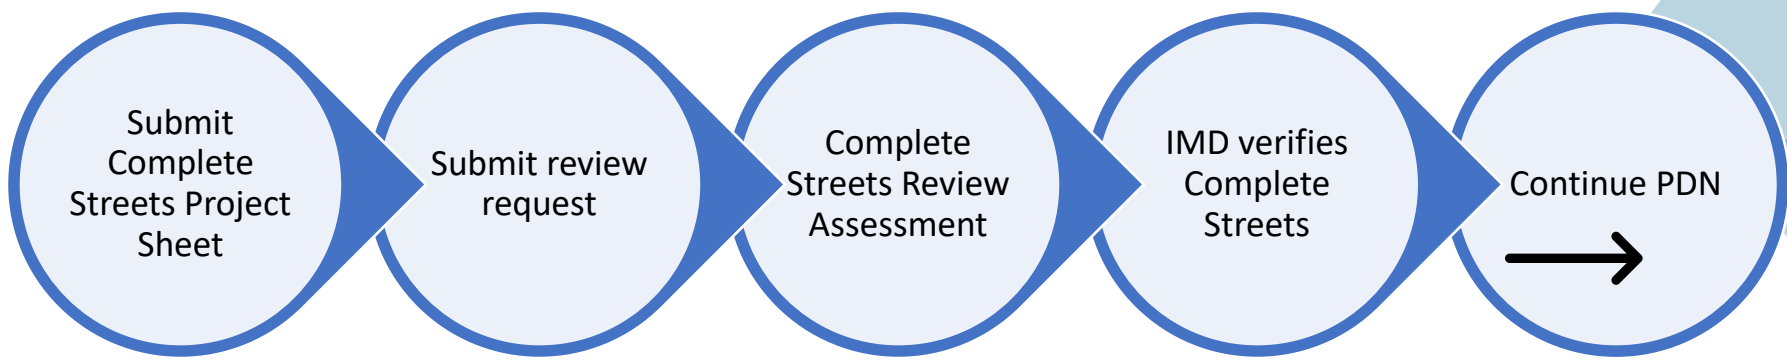 Submit
Complete
Streets Project
Sheet
Submit review
request
Complete
Streets Review
Assessment
IMD verifies
Complete
Streets
Continue PDN